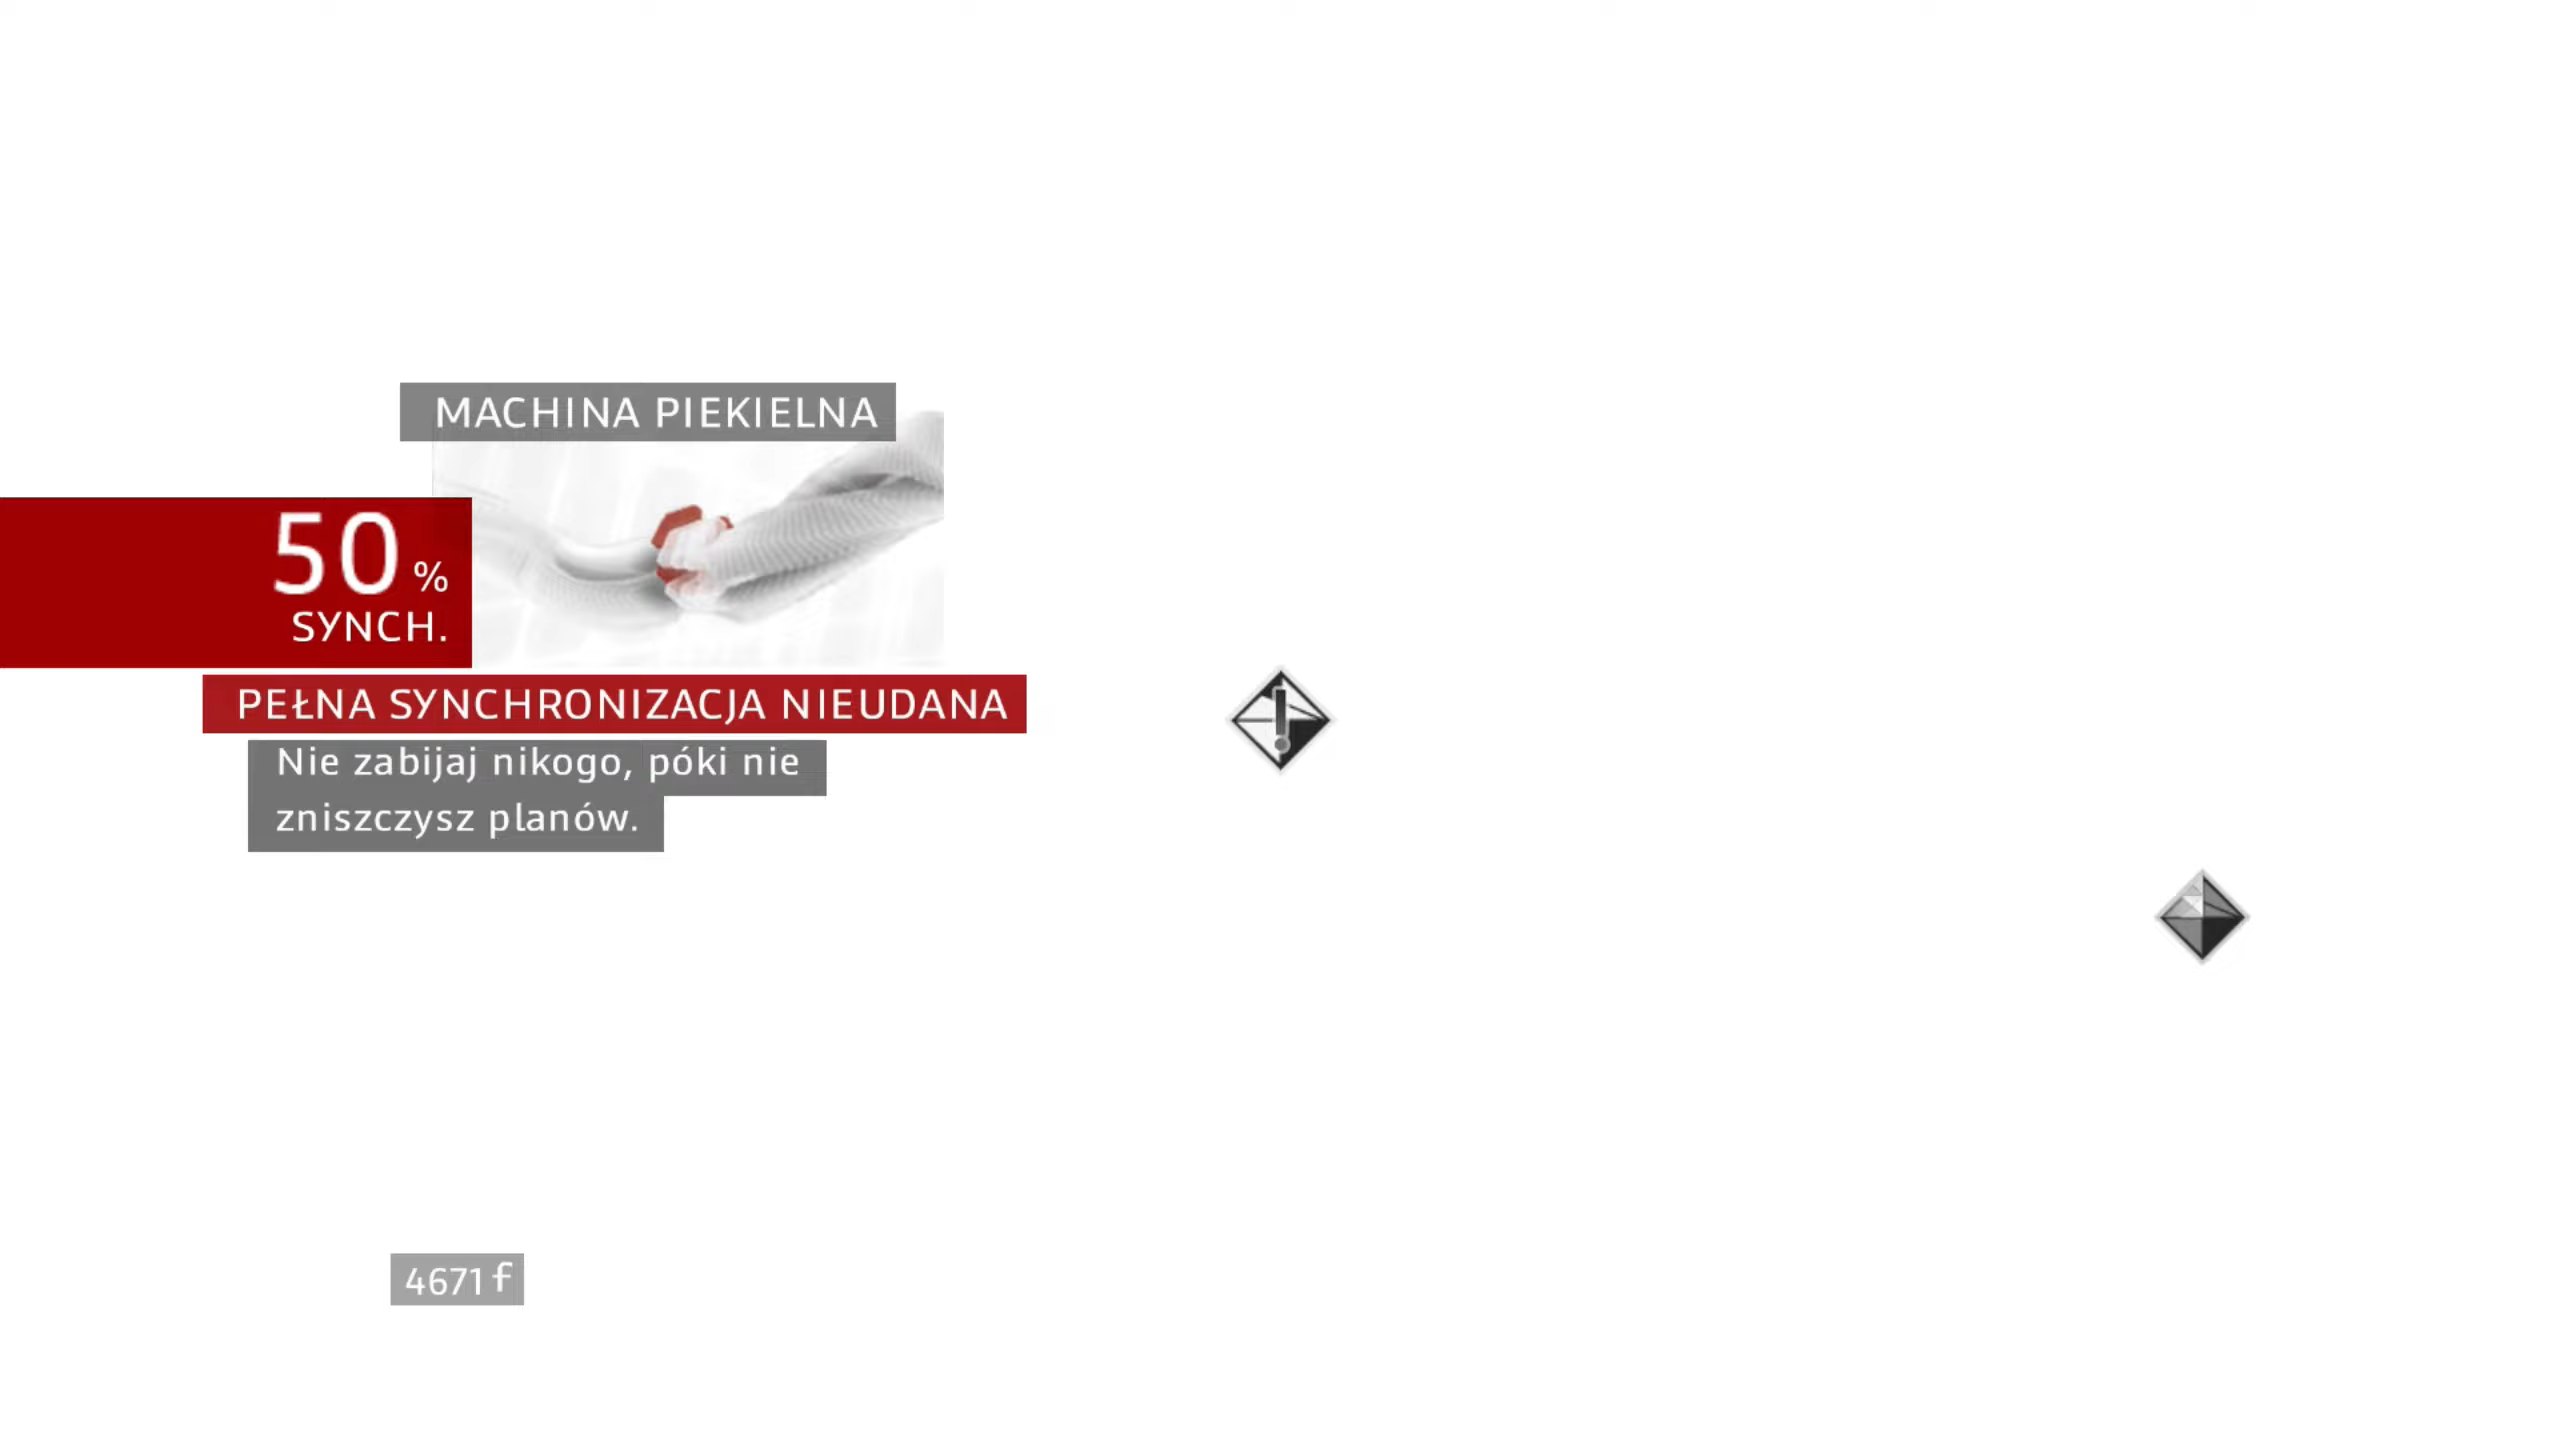 MACHINA PIEKIELNA
50 %
SYNCH.
PEŁNA SYNCHRONIZACJA NIEUDANA
Nie zabijaj nikogo, póki nie
zniszczysz planów.
4671 f